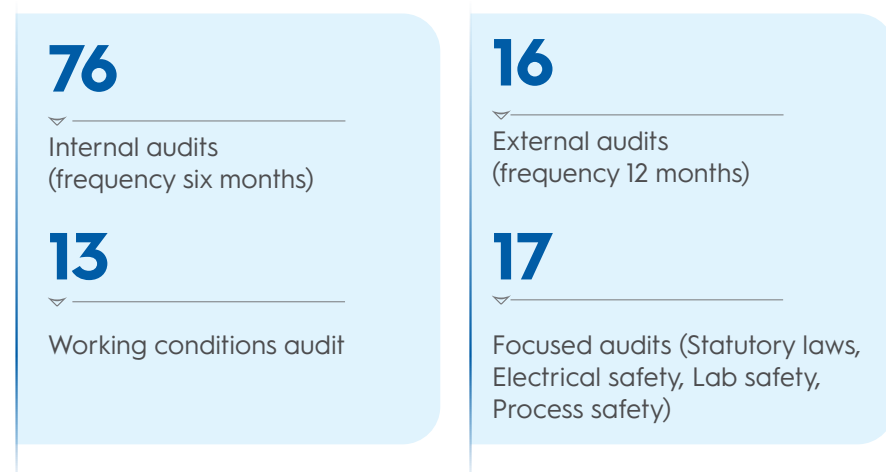 76
Internal audits
(frequency six months)
13
Working conditions audit
16
External audits
(frequency 12 months)
17
Focused audits (Statutory laws,
Electrical safety, Lab safety,
Process safety)